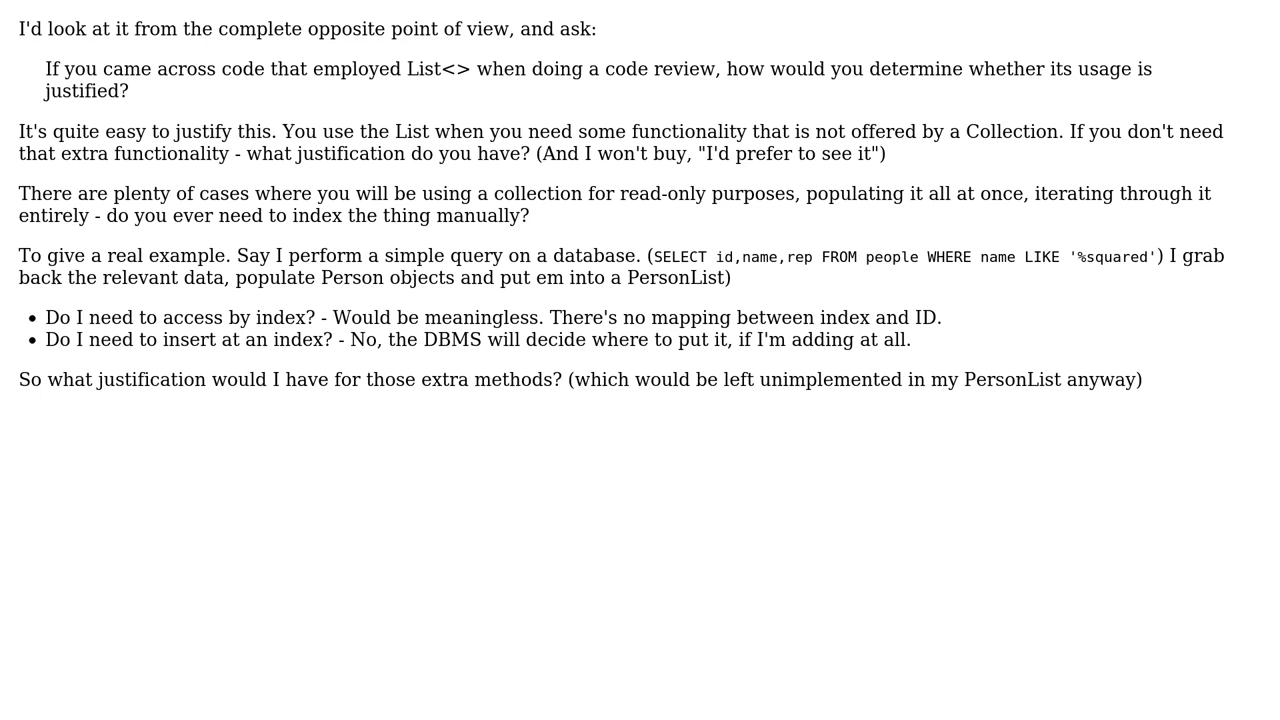 I'd look at it from the complete opposite point of view, and ask:
If you came across code that employed List<> when doing a code review, how would you determine whether its usage is
justified?
It's quite easy to justify this. You use the List when you need some functionality that is not offered by a Collection. If you don't need
that extra functionality - what justification do you have? (And I won't buy, "I'd prefer to see it")
There are plenty of cases where you will be using a collection for read-only purposes, populating it all at once, iterating through it
entirely - do you ever need to index the thing manually?
To give a real example. Say I perform a simple query on a database. (SELECT id,name,rep FROM people WHERE name LIKE '%squared') I grab
back the relevant data, populate Person objects and put em into a PersonList)
• Do I need to access by index? - Would be meaningless. There's no mapping between index and ID.
• Do I need to insert at an index? - No, the DBMS will decide where to put it, if I'm adding at all.
So what justification would I have for those extra methods? (which would be left unimplemented in my PersonList anyway)